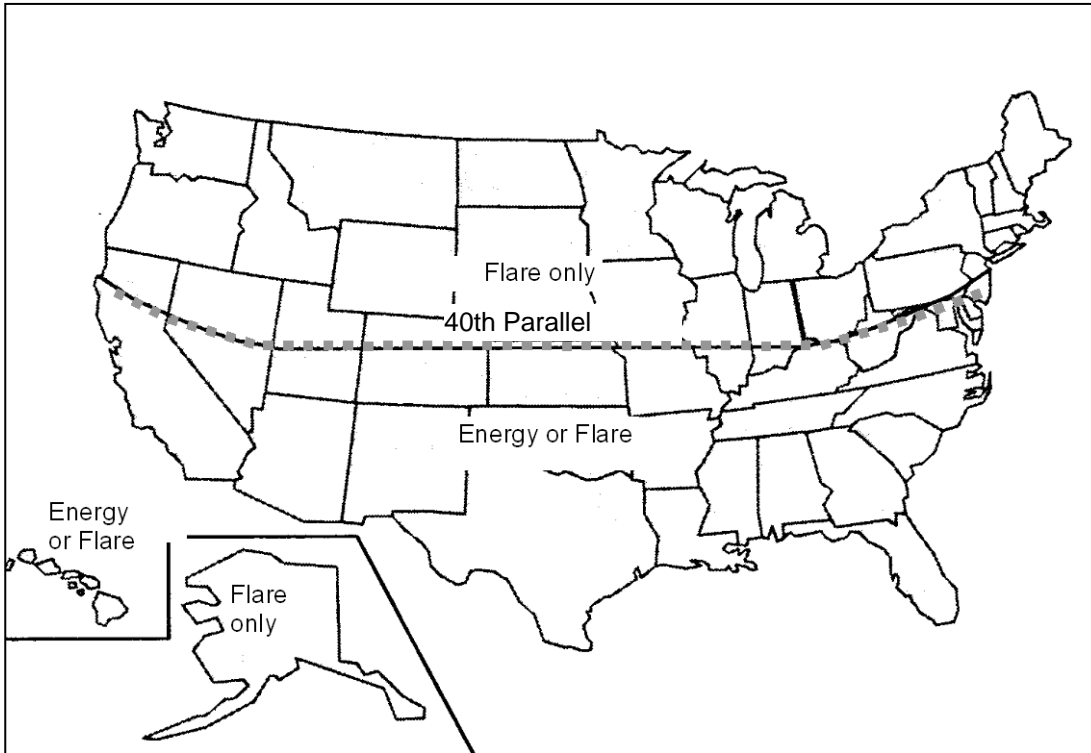 Flare only
40th Parallel
Energy or Flare
Energy
or Flare
Flare
only